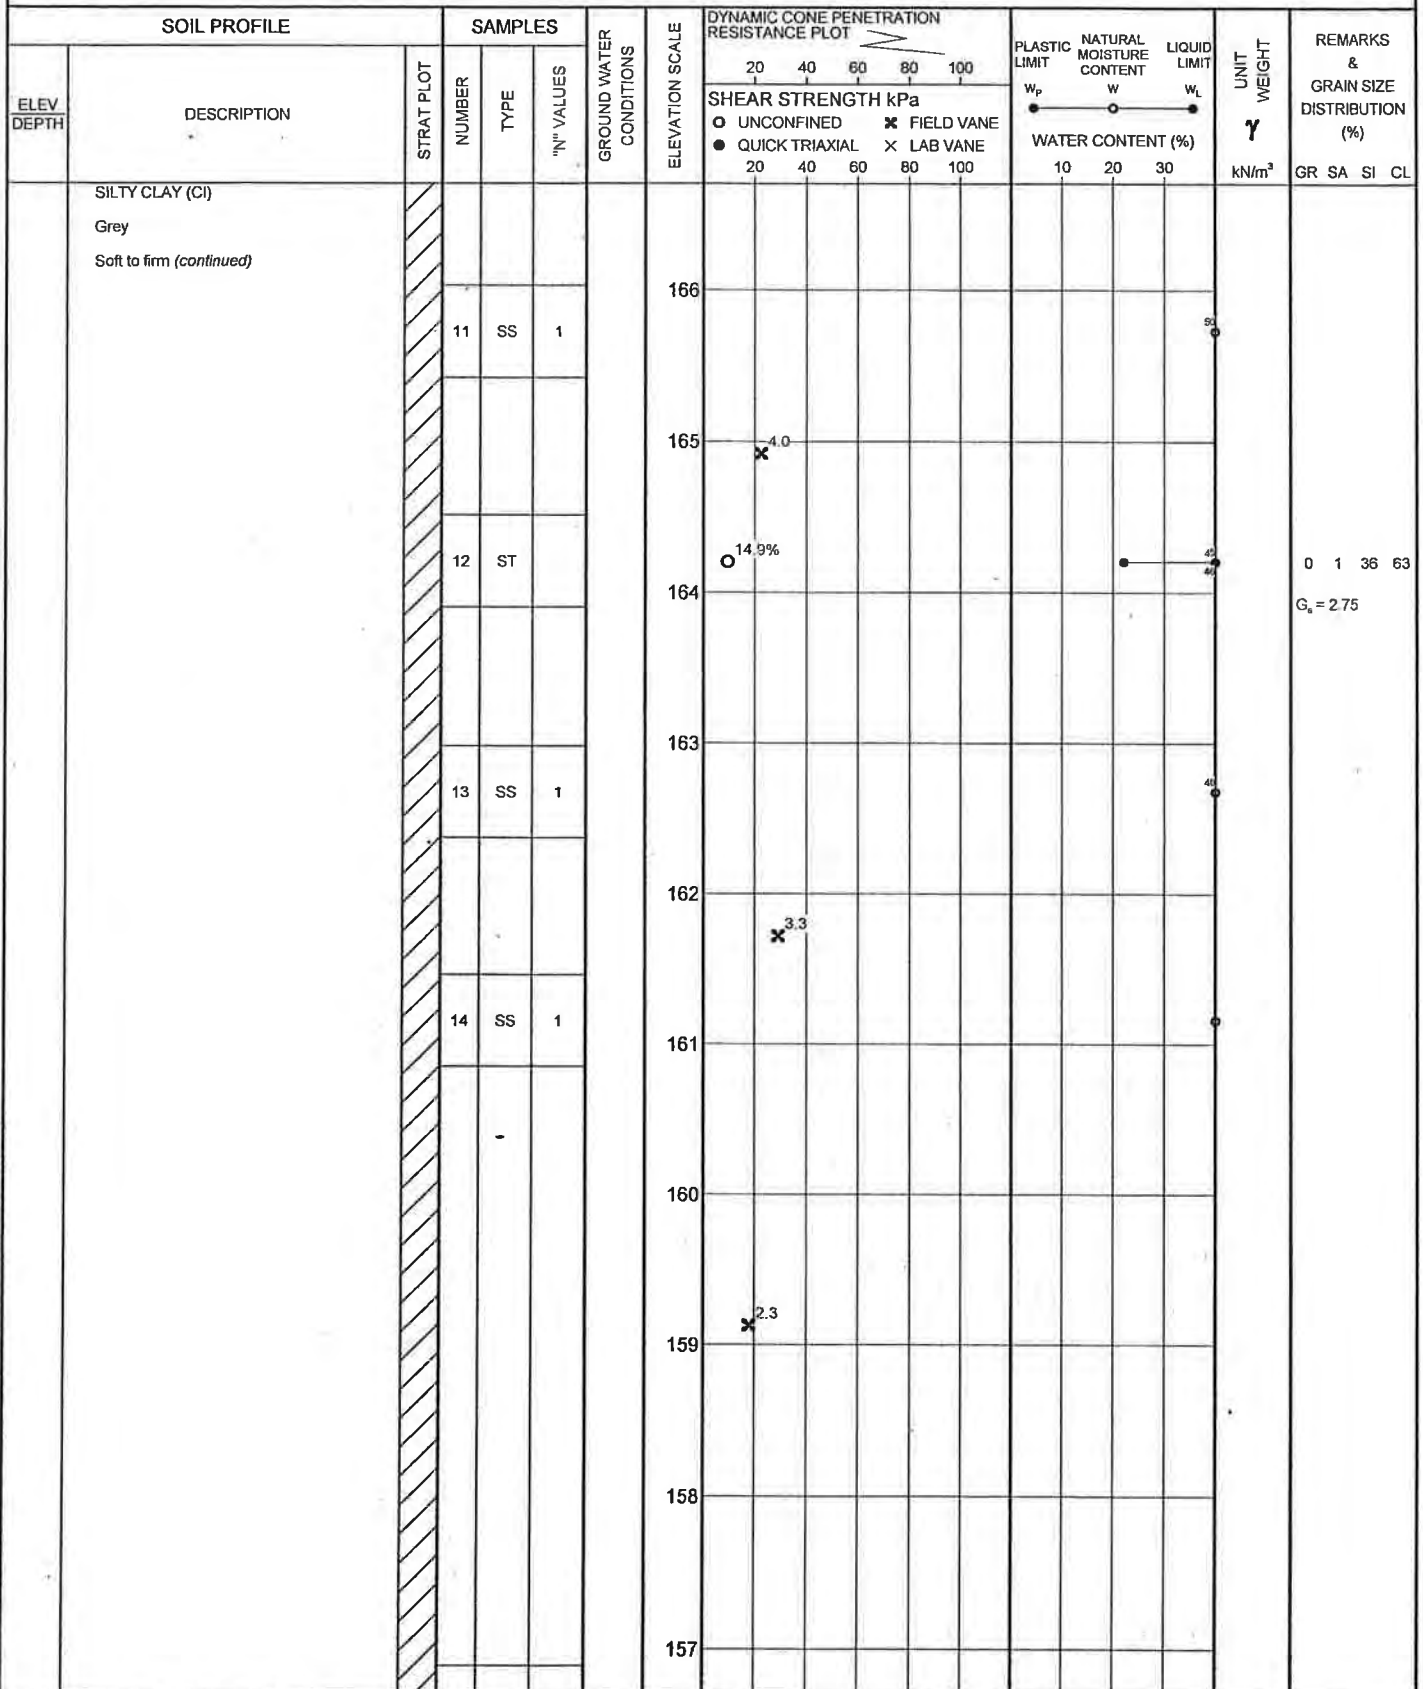 SOIL PROFILE
SAMPLES
ELEV
DEPTH
DESCRIPTION
STRAT PLOT
NUMBER
TYPE
"N" VALUES
GROUND WATER
CONDITIONS
ELEVATION SCALE
DYNAMIC CONE PENETRATION
RESISTANCE PLOT
20 40 60 80 100
SHEAR STRENGTH kPa
O UNCONFINED ✖ FIELD VANE
● QUICK TRIAXIAL × LAB VANE
20 40 60 80 100
PLASTIC LIMIT
NATURAL MOISTURE CONTENT
LIQUID LIMIT
WP W WL
WATER CONTENT (%)
10 20 30
UNIT WEIGHT
γ
kN/m³
REMARKS
&
GRAIN SIZE
DISTRIBUTION
(%)
GR SA SI CL
SILTY CLAY (CI)
Grey
Soft to firm (continued)
166
11 SS 1
50
165
4.0
12 ST
14.9%
0 1 36 63
164
Gs = 2.75
163
13 SS 1
162
3.3
14 SS 1
161
160
2.3
159
158
157